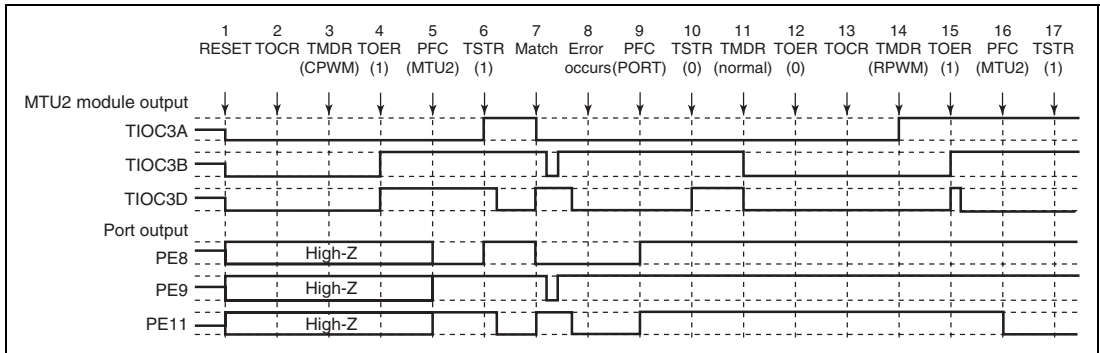 1 2 3 4 5 6 7 8 9 10 11 12 13 14 15 16 17
RESET TOCR TMDR TOER PFC TSTR Match Error PFC TSTR TMDR TOER TOCR TMDR TOER PFC TSTR
(CPWM) (1) (MTU2) (1) occurs (PORT) (0) (normal) (0) (RPWM) (1) (MTU2) (1)
MTU2 module output
TIOC3A
TIOC3B
TIOC3D
Port output
PE8 High-Z
PE9 High-Z
PE11 High-Z